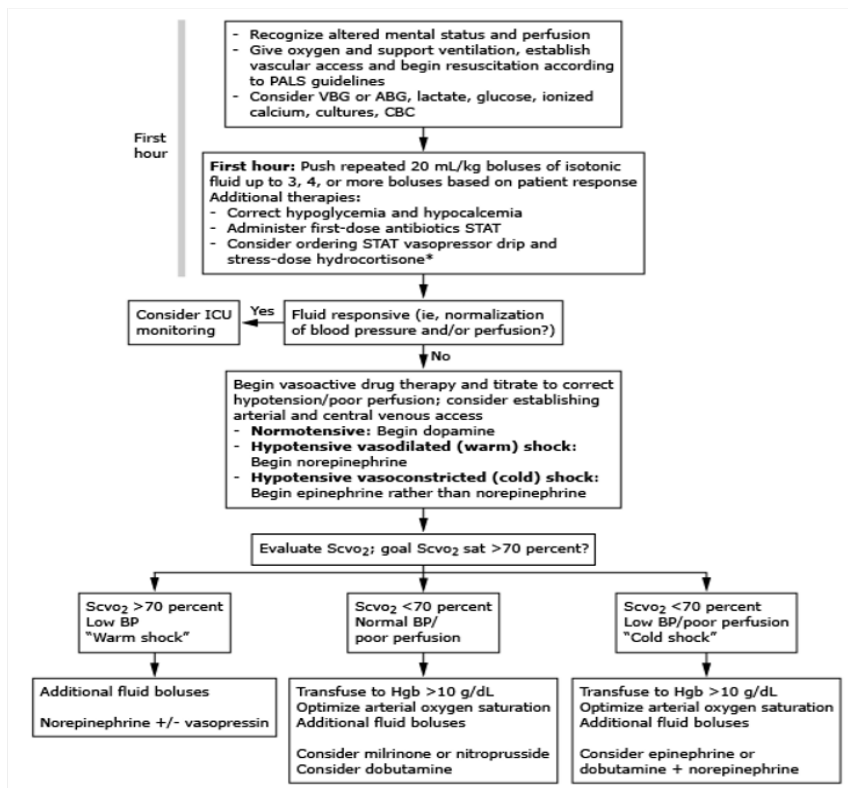 - Recognize altered mental status and perfusion
- Give oxygen and support ventilation, establish
vascular access and begin resuscitation according
to PALS guidelines
- Consider VBG or ABG, lactate, glucose, ionized
calcium, cultures, CBC
First
hour
First hour: Push repeated 20 mL/kg boluses of isotonic
fluid up to 3, 4, or more boluses based on patient response
Additional therapies:
- Correct hypoglycemia and hypocalcemia
- Administer first-dose antibiotics STAT
- Consider ordering STAT vasopressor drip and
stress-dose hydrocortisone*
Consider ICU
monitoring
Yes
Fluid responsive (ie, normalization
of blood pressure and/or perfusion?)
No
Begin vasoactive drug therapy and titrate to correct
hypotension/poor perfusion; consider establishing
arterial and central venous access
- Normotensive: Begin dopamine
- Hypotensive vasodilated (warm) shock:
Begin norepinephrine
- Hypotensive vasoconstricted (cold) shock:
Begin epinephrine rather than norepinephrine
Evaluate Scvo₂; goal Scvo₂ sat >70 percent?
Scvo₂ >70 percent
Low BP
"Warm shock"
Scvo₂ <70 percent
Normal BP/
poor perfusion
Scvo₂ <70 percent
Low BP/poor perfusion
"Cold shock"
Additional fluid boluses
Norepinephrine +/- vasopressin
Transfuse to Hgb >10 g/dL
Optimize arterial oxygen saturation
Additional fluid boluses
Consider milrinone or nitroprusside
Consider dobutamine
Transfuse to Hgb >10 g/dL
Optimize arterial oxygen saturation
Additional fluid boluses
Consider epinephrine or
dobutamine + norepinephrine